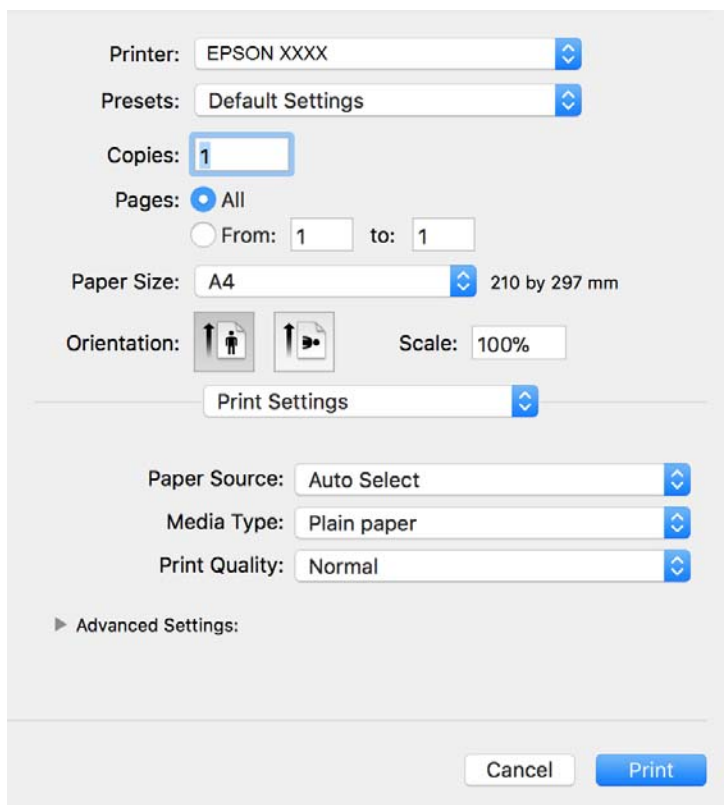 Printer: EPSON XXXX
Presets: Default Settings
Copies: 1
Pages: All
From: 1 to: 1
Paper Size: A4 210 by 297 mm
Orientation: Scale: 100%
Print Settings
Paper Source: Auto Select
Media Type: Plain paper
Print Quality: Normal
Advanced Settings:
Cancel Print